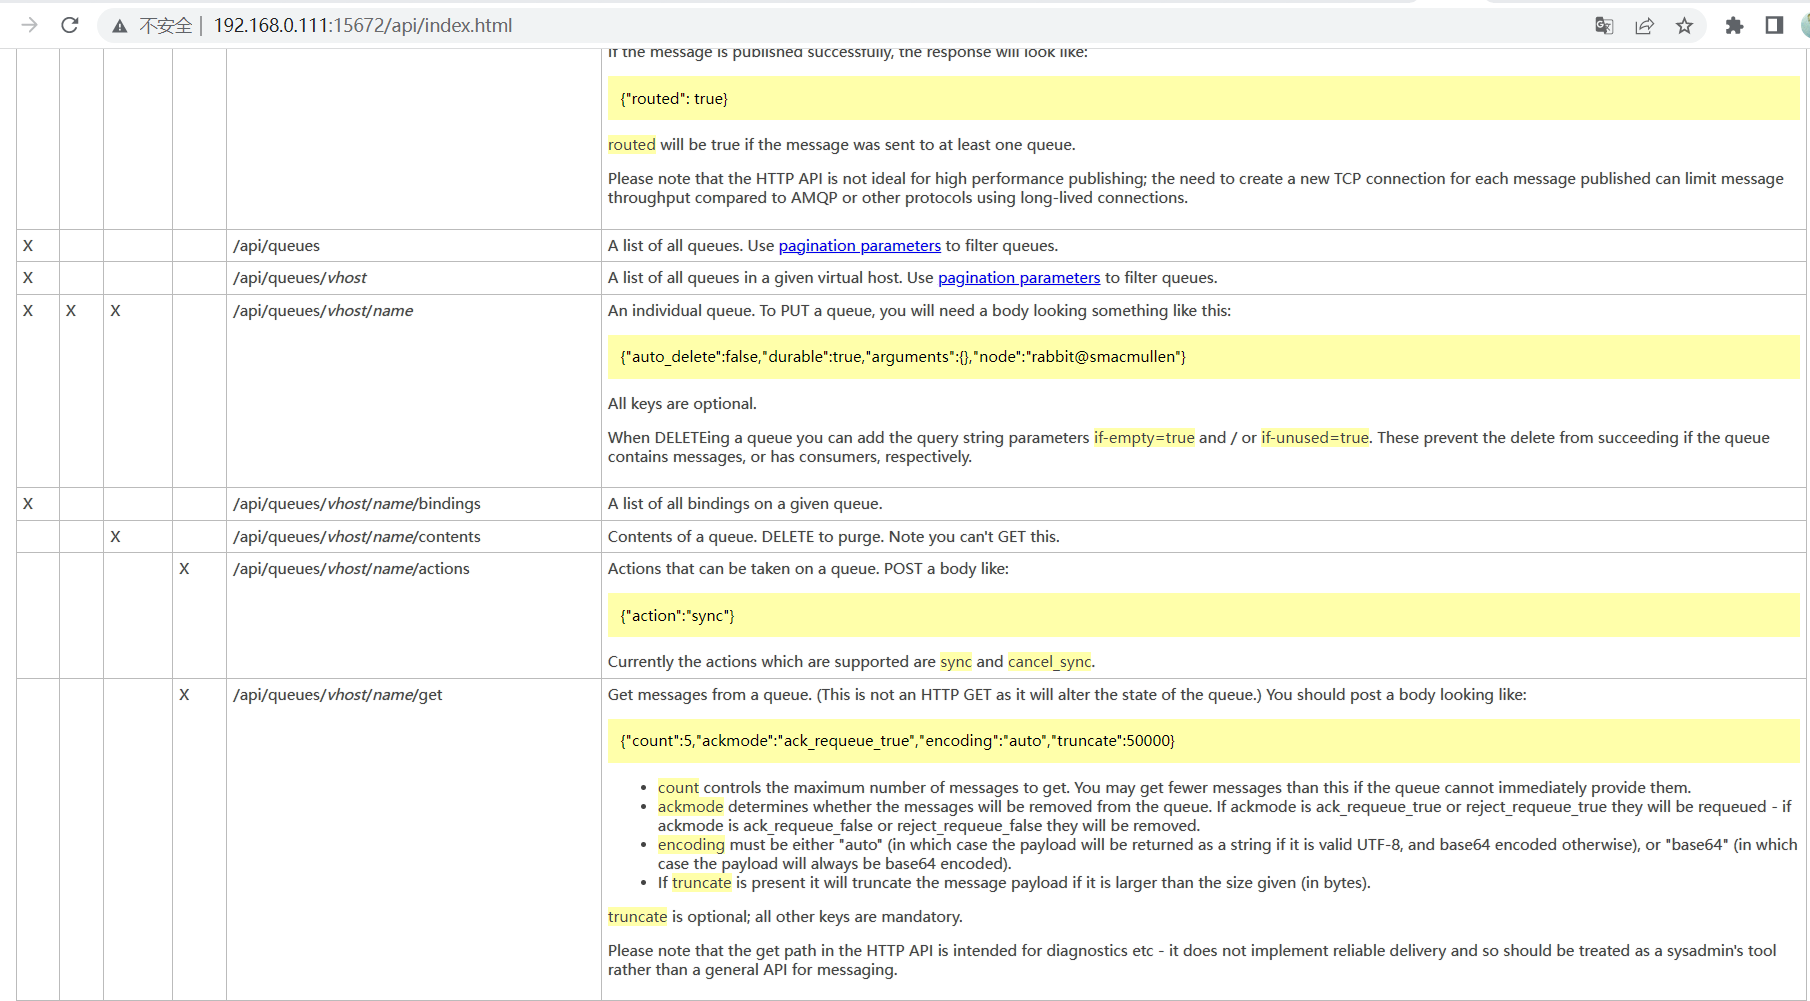 不安全 | 192.168.0.111:15672/api/index.html
If the message is published successfully, the response will look like:
{"routed": true}
routed will be true if the message was sent to at least one queue.
Please note that the HTTP API is not ideal for high performance publishing; the need to create a new TCP connection for each message published can limit message
throughput compared to AMQP or other protocols using long-lived connections.
X /api/queues A list of all queues. Use pagination parameters to filter queues.
X /api/queues/vhost A list of all queues in a given virtual host. Use pagination parameters to filter queues.
X X X /api/queues/vhost/name An individual queue. To PUT a queue, you will need a body looking something like this:
{"auto_delete":false,"durable":true,"arguments":{},"node":"rabbit@smacmullen"}
All keys are optional.
When DELETEing a queue you can add the query string parameters if-empty=true and / or if-unused=true. These prevent the delete from succeeding if the queue
contains messages, or has consumers, respectively.
X /api/queues/vhost/name/bindings A list of all bindings on a given queue.
X /api/queues/vhost/name/contents Contents of a queue. DELETE to purge. Note you can't GET this.
X /api/queues/vhost/name/actions Actions that can be taken on a queue. POST a body like:
{"action":"sync"}
Currently the actions which are supported are sync and cancel_sync.
X /api/queues/vhost/name/get Get messages from a queue. (This is not an HTTP GET as it will alter the state of the queue.) You should post a body looking like:
{"count":5,"ackmode":"ack_requeue_true","encoding":"auto","truncate":50000}
• count controls the maximum number of messages to get. You may get fewer messages than this if the queue cannot immediately provide them.
• ackmode determines whether the messages will be removed from the queue. If ackmode is ack_requeue_true or reject_requeue_true they will be requeued - if
ackmode is ack_requeue_false or reject_requeue_false they will be removed.
• encoding must be either "auto" (in which case the payload will be returned as a string if it is valid UTF-8, and base64 encoded otherwise), or "base64" (in which
case the payload will always be base64 encoded).
• If truncate is present it will truncate the message payload if it is larger than the size given (in bytes).
truncate is optional; all other keys are mandatory.
Please note that the get path in the HTTP API is intended for diagnostics etc - it does not implement reliable delivery and so should be treated as a sysadmin's tool
rather than a general API for messaging.